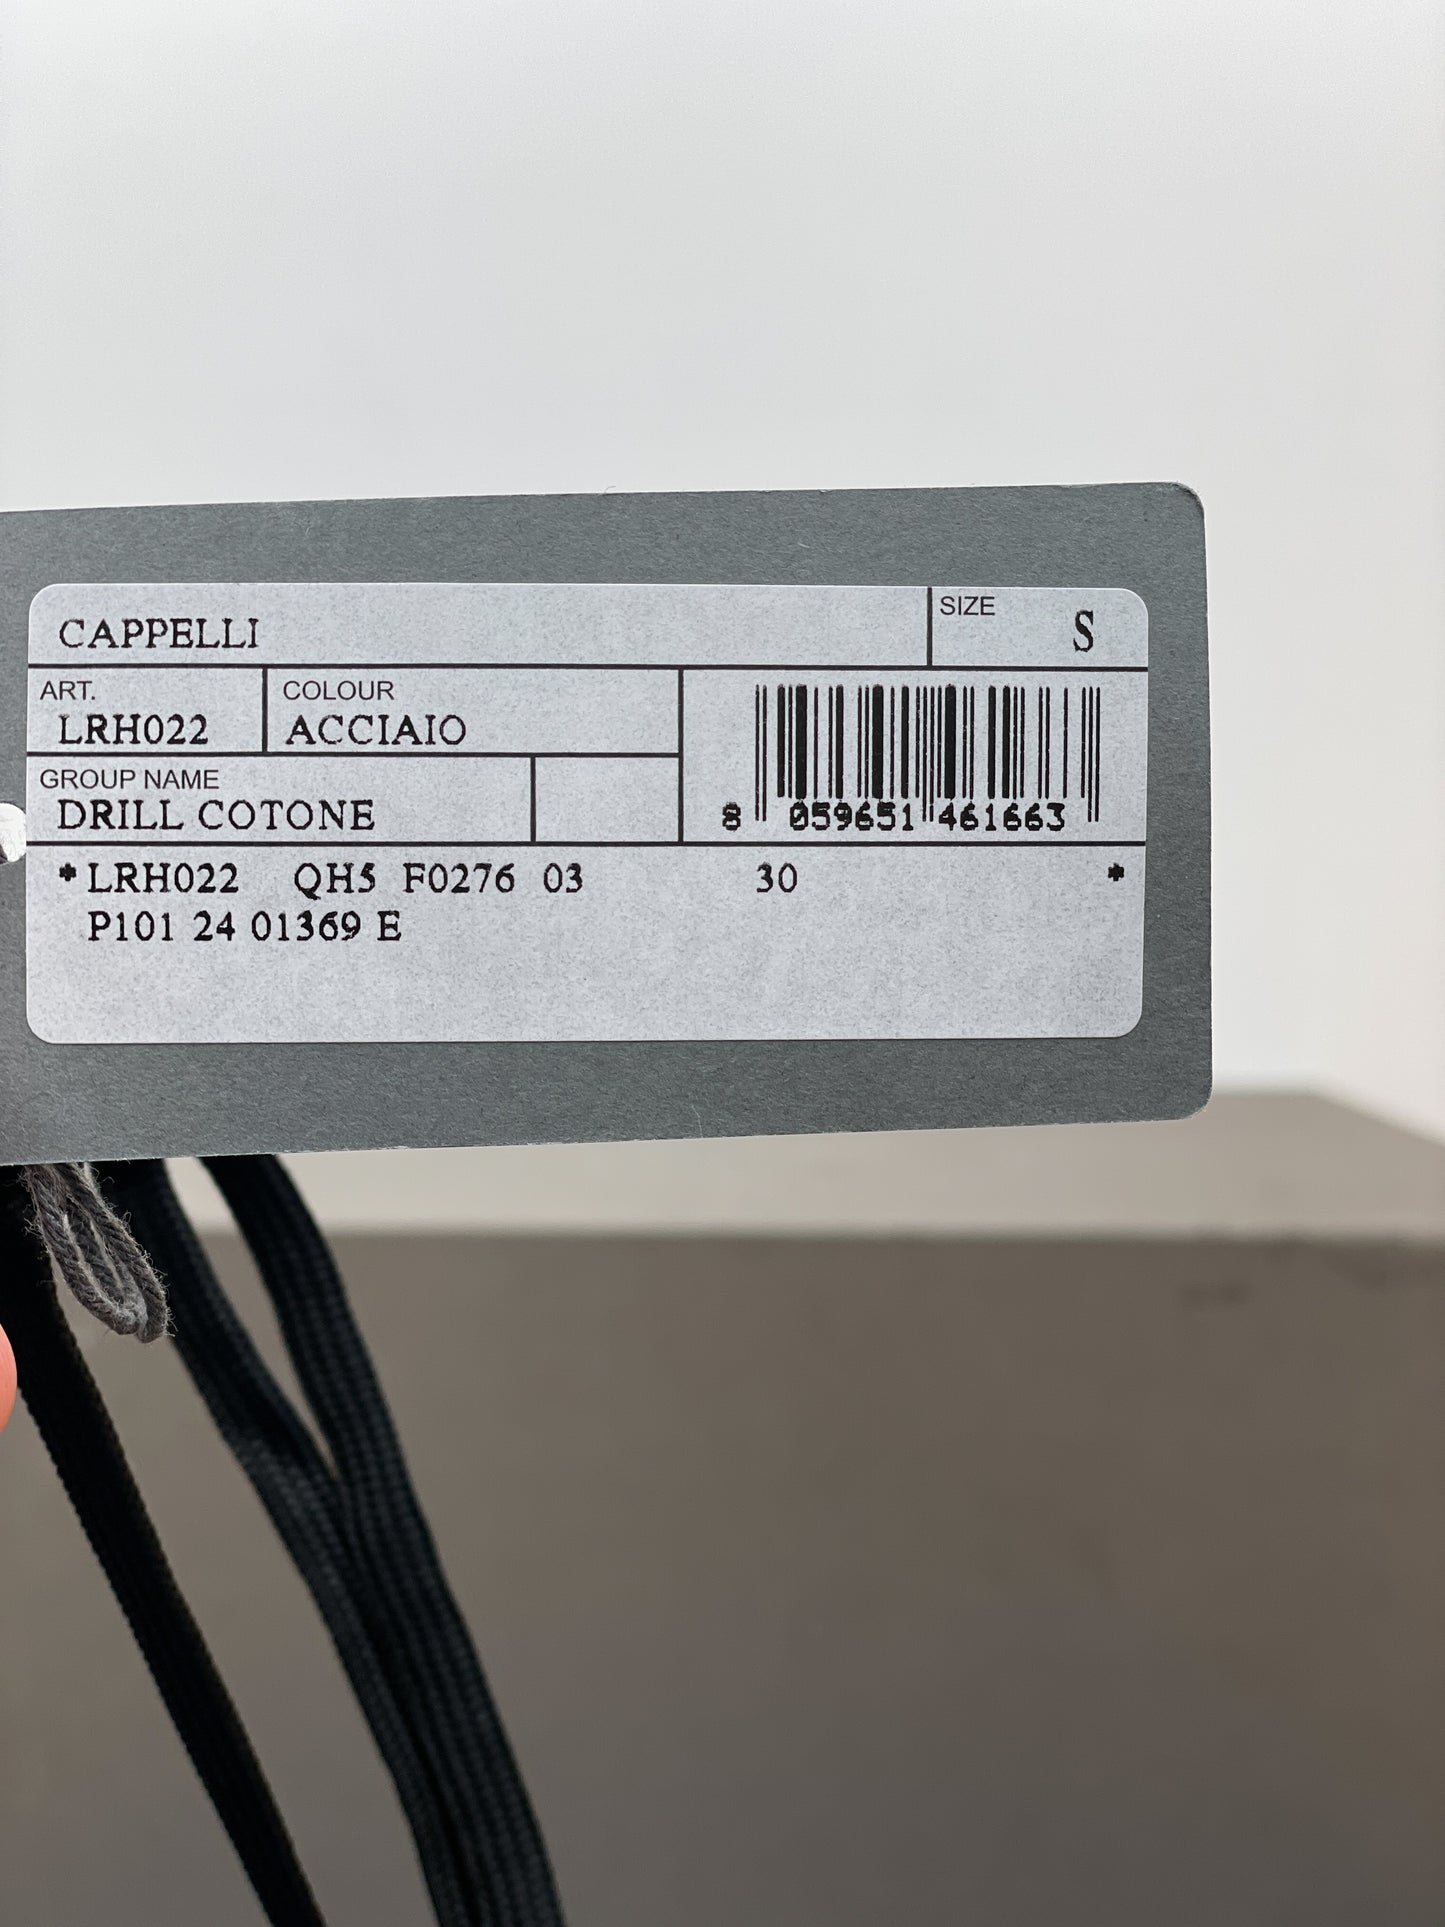 CAPPELLI
SIZE
S
ART.
LRH022
COLOUR
ACCIAIO
GROUP NAME
DRILL COTONE
8 059651 461663
* LRH022 QH5 F0276 03 30 *
P101 24 01369 E